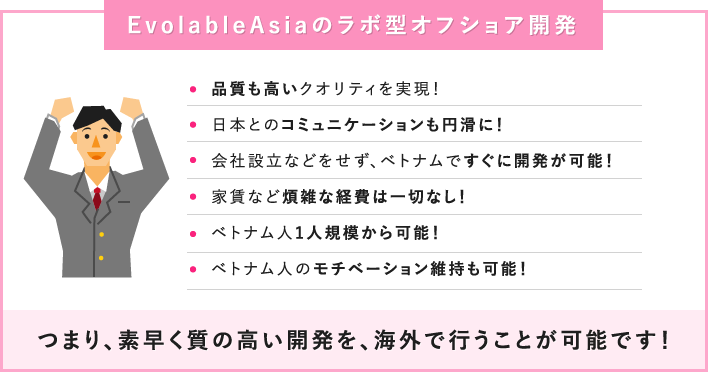 EvolableAsiaのラボ型オフショア開発
品質も高いクオリティを実現！
日本とのコミュニケーションも円滑に！
会社設立などをせず、ベトナムですぐに開発が可能！
家賃など煩雑な経費は一切なし！
ベトナム人1人規模から可能！
ベトナム人のモチベーション維持も可能！
つまり、素早く質の高い開発を、海外で行うことが可能です！